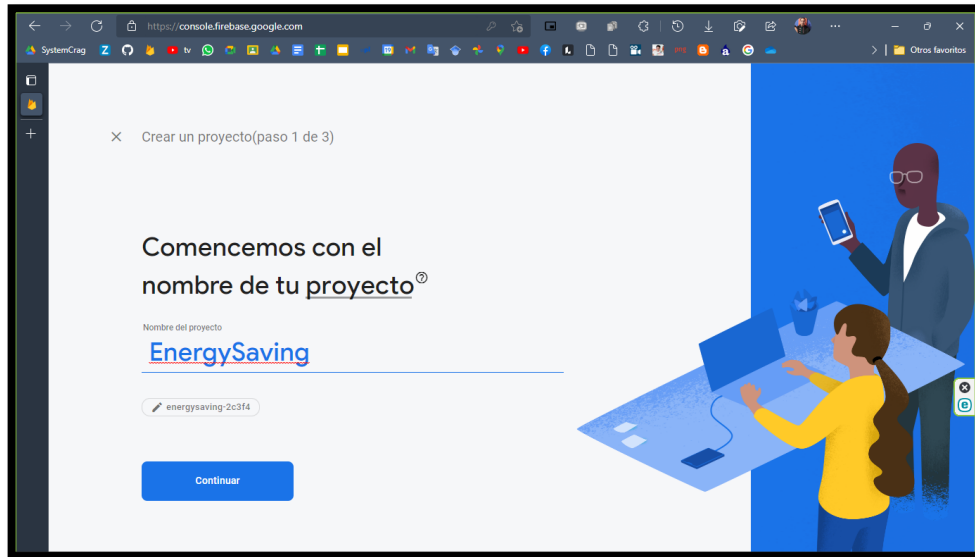 https://console.firebase.google.com
SystemCrag
tv
Otros favoritos
Crear un proyecto(paso 1 de 3)
Comencemos con el
nombre de tu proyecto
Nombre del proyecto
EnergySaving
energysaving-2c3f4
Continuar